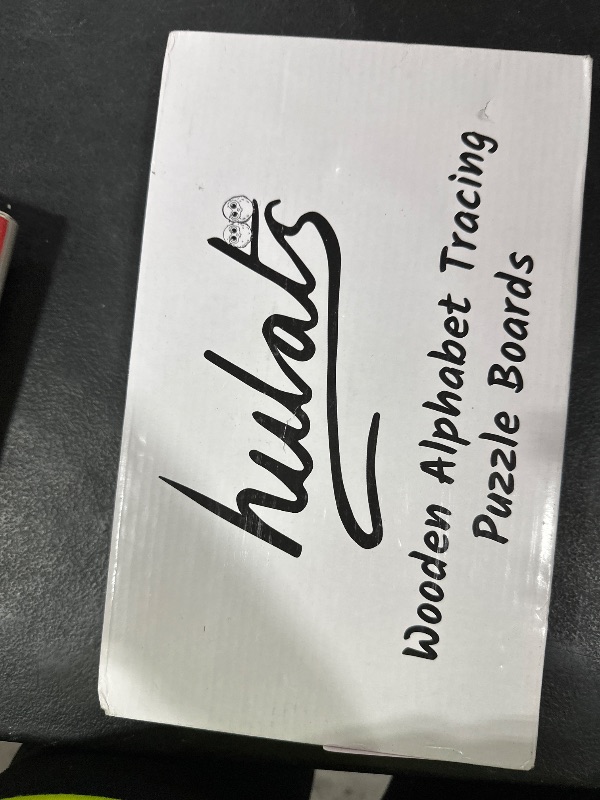 hulats
Wooden Alphabet Tracing
Puzzle Boards